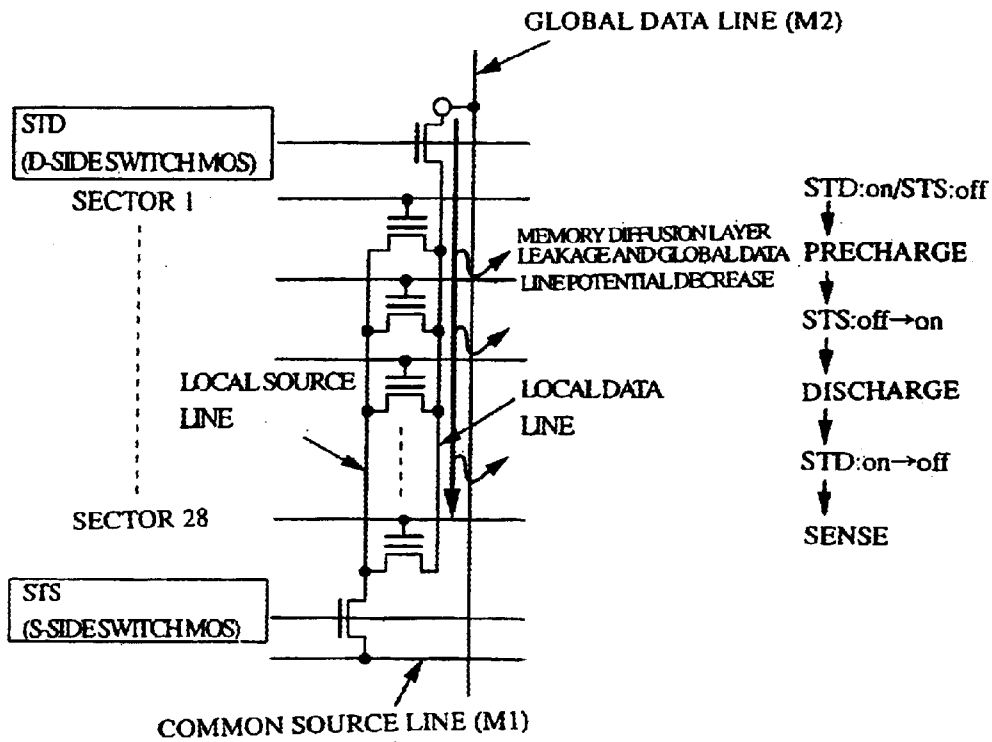 GLOBAL DATA LINE (M2)
STD
(D-SIDE SWITCH MOS)
SECTOR 1
MEMORY DIFFUSION LAYER
LEAKAGE AND GLOBAL DATA
LINE POTENTIAL DECREASE
LOCAL SOURCE
LINE
LOCAL DATA
LINE
SECTOR 28
STS
(S-SIDE SWITCH MOS)
COMMON SOURCE LINE (M1)
STD:on/STS:off
PRECHARGE
STS:off→on
DISCHARGE
STD:on→off
SENSE